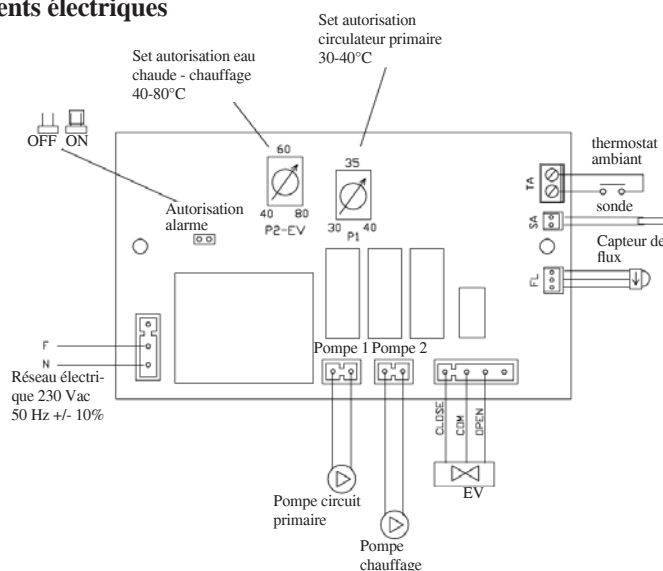 ents électriques
Set autorisation
circulateur primaire
30-40°C
Set autorisation eau
chaude - chauffage
40-80°C
OFF ON
60
35
thermostat
ambiant
TA
Autorisation
alarme
40 80
P2-EV
30 40
P1
sonde
SA
Capteur de
flux
FL
F
N
Pompe 1 Pompe 2
Réseau électri-
que 230 Vac
50 Hz +/- 10%
CLOSE
COM
OPEN
EV
Pompe circuit
primaire
Pompe
chauffage